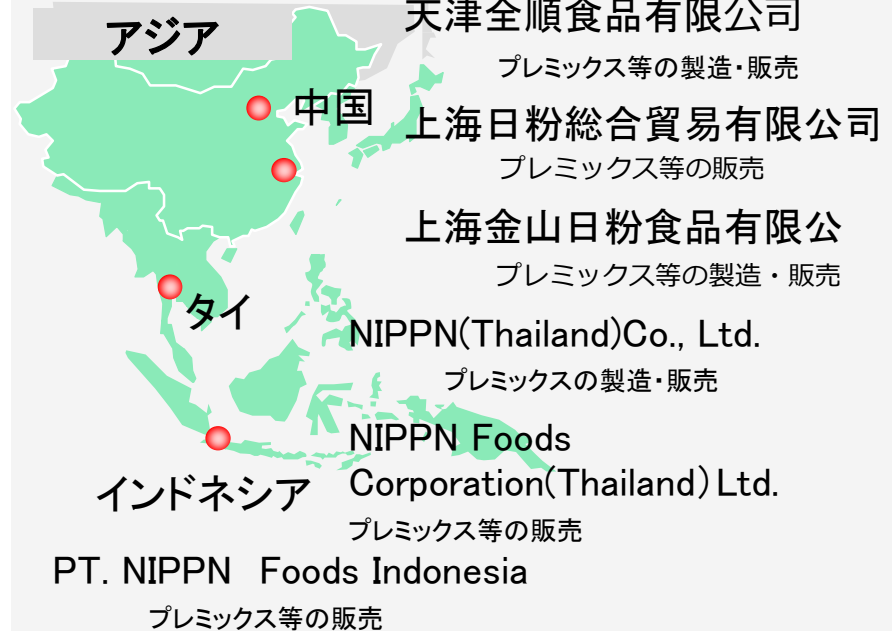 アジア
天津全順食品有限公司
プレミックス等の製造・販売
中国
上海日粉総合貿易有限公司
プレミックス等の販売
上海金山日粉食品有限公
プレミックス等の製造・販売
タイ
NIPPN(Thailand)Co., Ltd.
プレミックスの製造・販売
NIPPN Foods
Corporation(Thailand) Ltd.
プレミックス等の販売
インドネシア
PT. NIPPN　Foods Indonesia
プレミックス等の販売